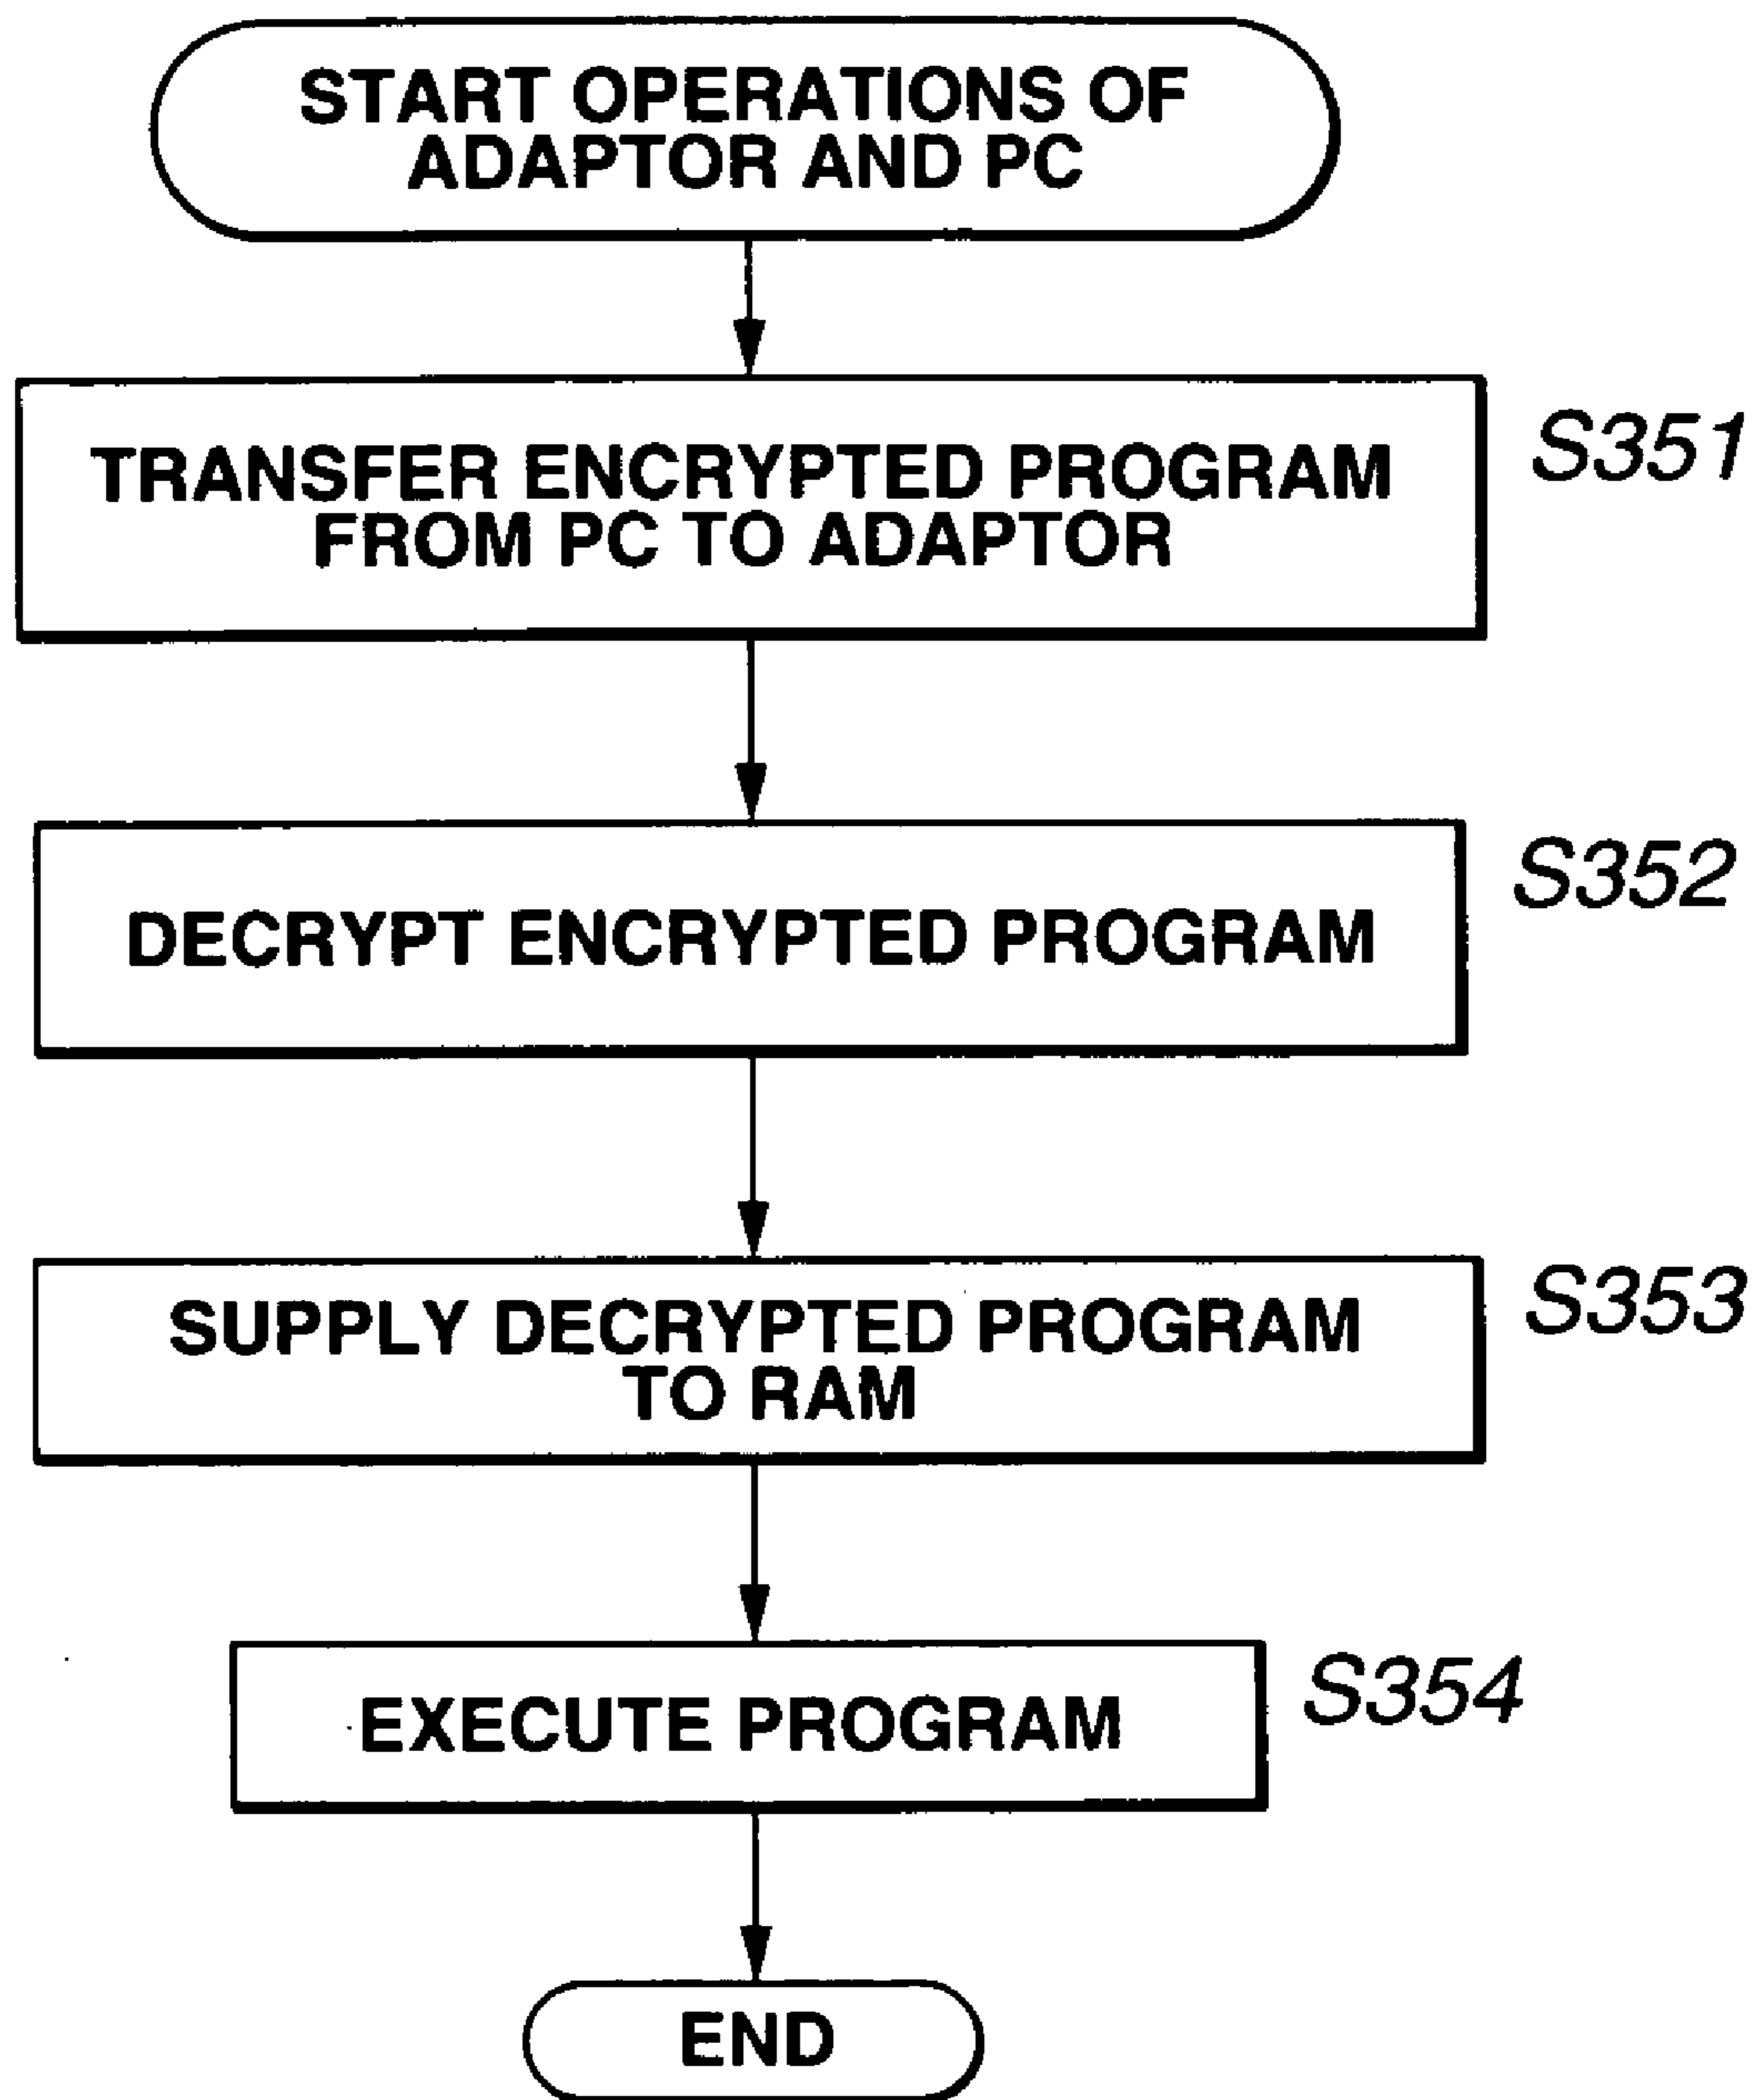 START OPERATIONS OF
ADAPTOR AND PC
TRANSFER ENCRYPTED PROGRAM
FROM PC TO ADAPTOR
S351
DECRYPT ENCRYPTED PROGRAM
S352
SUPPLY DECRYPTED PROGRAM
TO RAM
S353
EXECUTE PROGRAM
S354
END